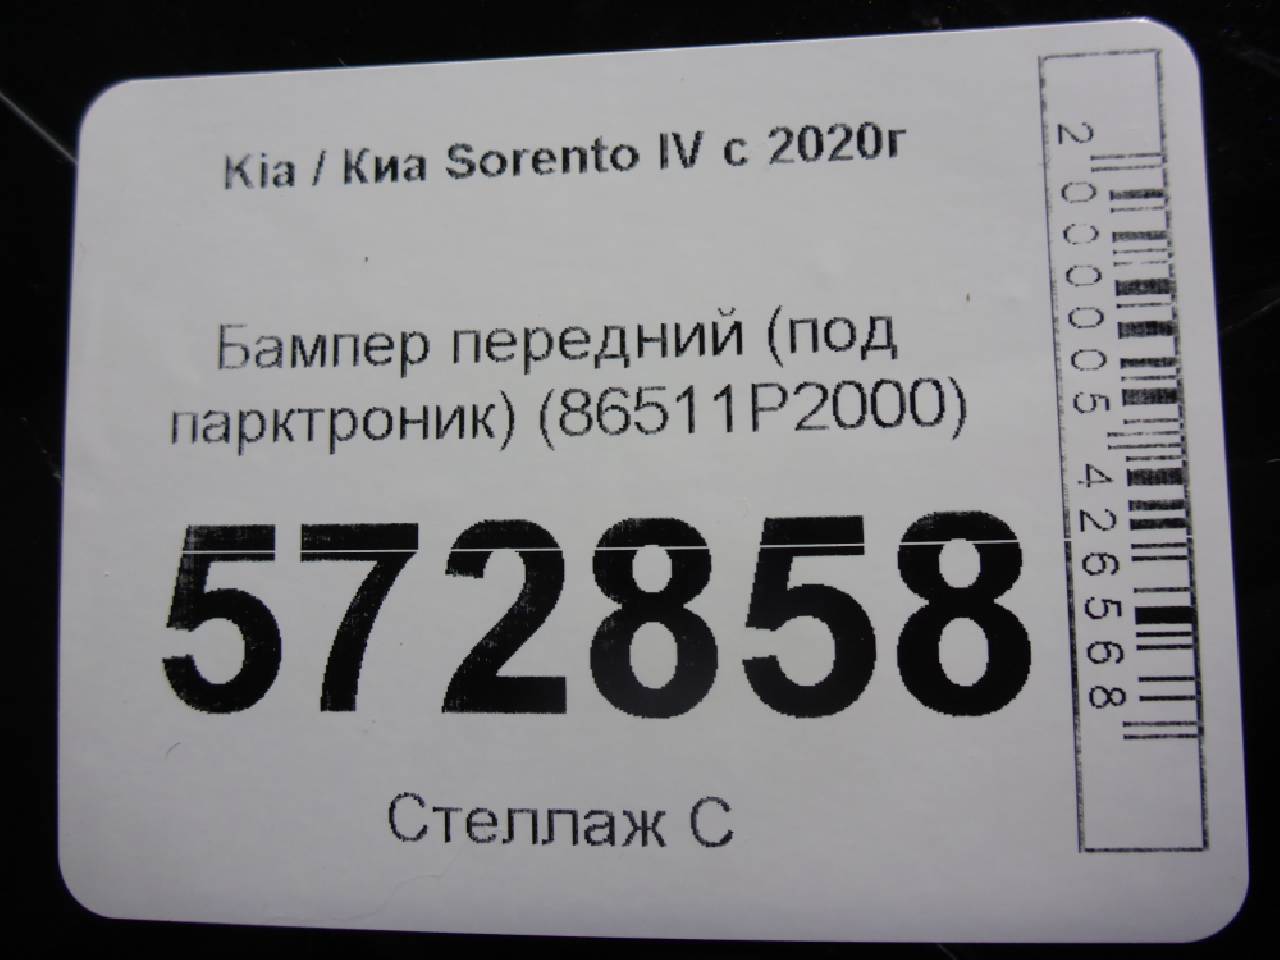 Kia / Киа Sorento IV с 2020г
Бампер передний (под
парктроник) (86511P2000)
572858
Стеллаж С
2000005426568